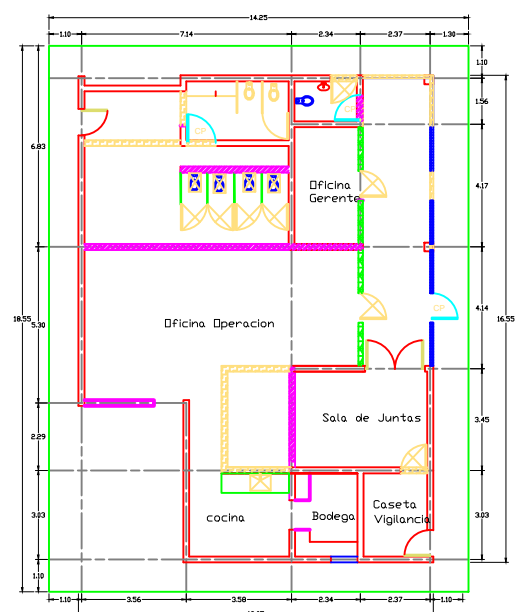 14.25
1.10
7.14
2.34
2.37
1.30
1.10
1.56
CP
CP
6.83
4.17
Oficina
Gerente
CP
18.55
5.30
Oficina Operacion
4.14
16.55
2.29
Sala de Juntas
3.45
3.03
cocina
Bodega
Caseta
Vigilancia
3.03
1.10
1.10
3.56
3.58
2.34
2.37
1.10